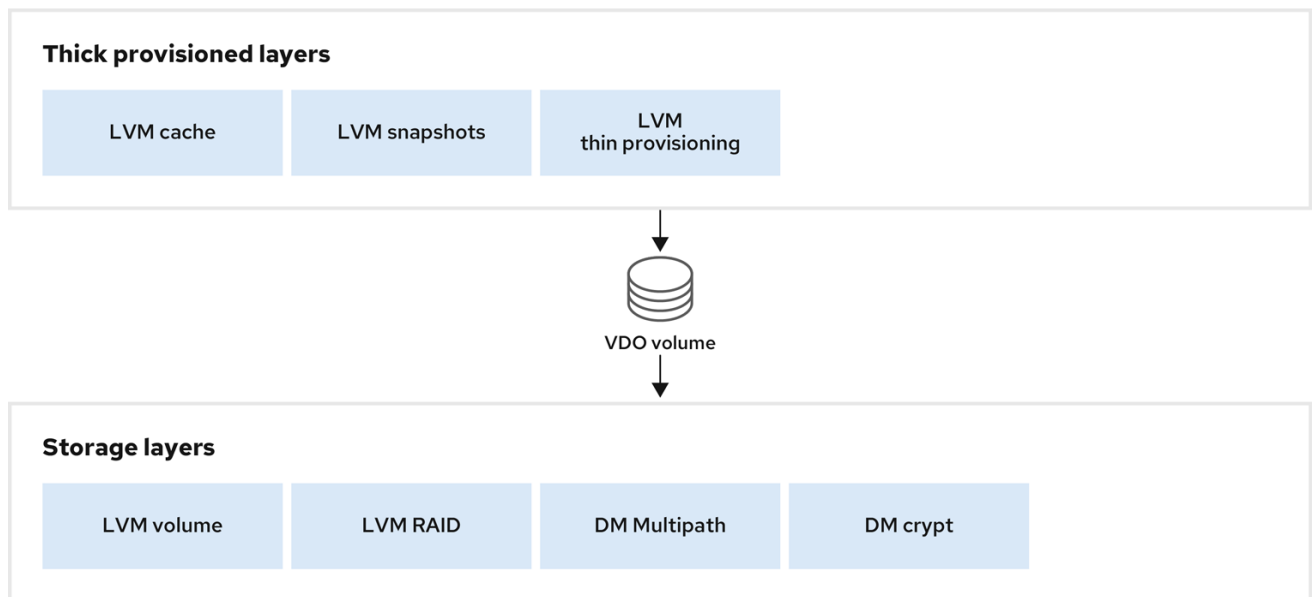 Thick provisioned layers
LVM cache
LVM snapshots
LVM
thin provisioning
VDO volume
Storage layers
LVM volume
LVM RAID
DM Multipath
DM crypt